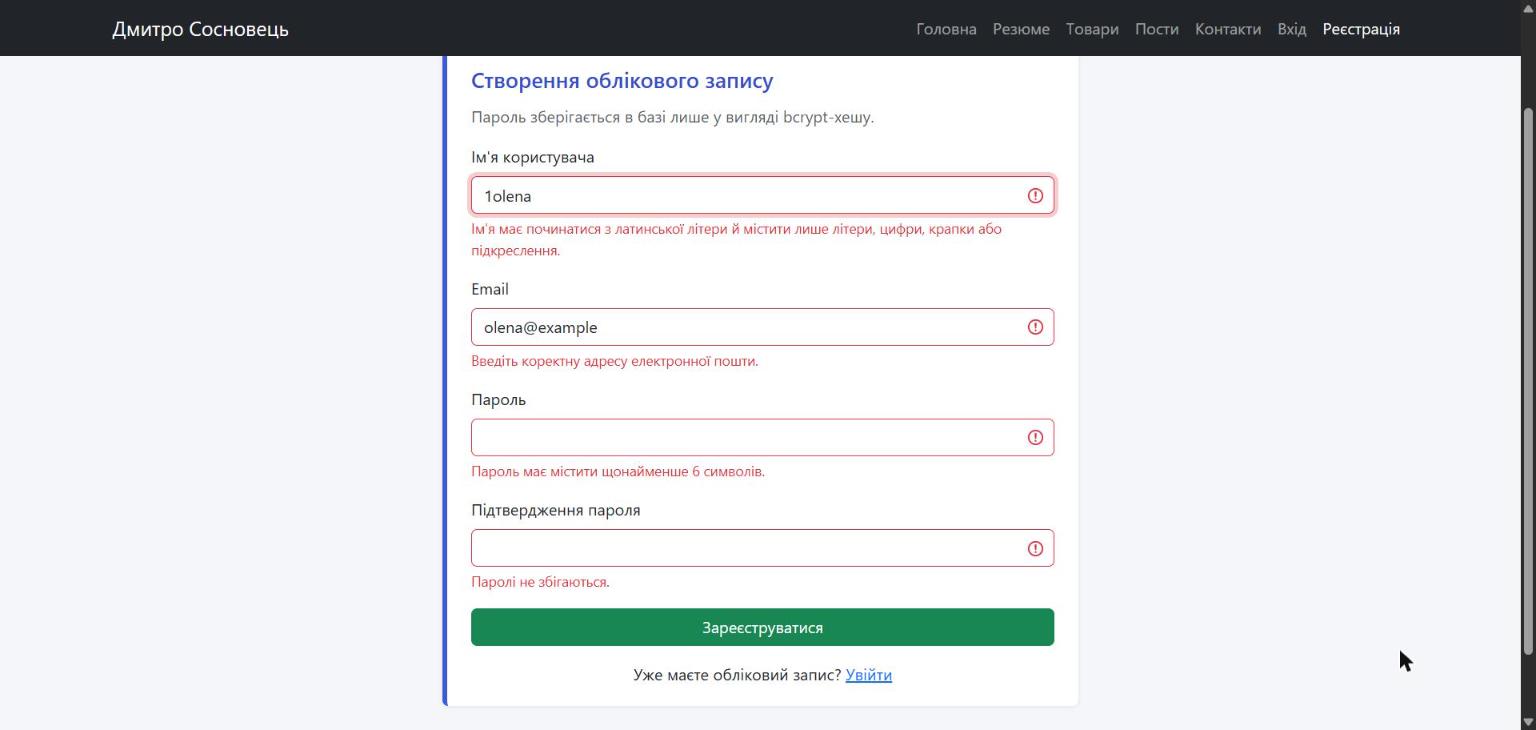 Дмитро Сосновець
Головна Резюме Товари Пости Контакти Вхід Реєстрація
Створення облікового запису
Пароль зберігається в базі лише у вигляді bcrypt-хешу.
Ім'я користувача
1olena
Ім'я має починатися з латинської літери й містити лише літери, цифри, крапки або
підкреслення.
Email
olena@example
Введіть коректну адресу електронної пошти.
Пароль
Пароль має містити щонайменше 6 символів.
Підтвердження пароля
Паролі не збігаються.
Зареєструватися
Уже маєте обліковий запис? Увійти